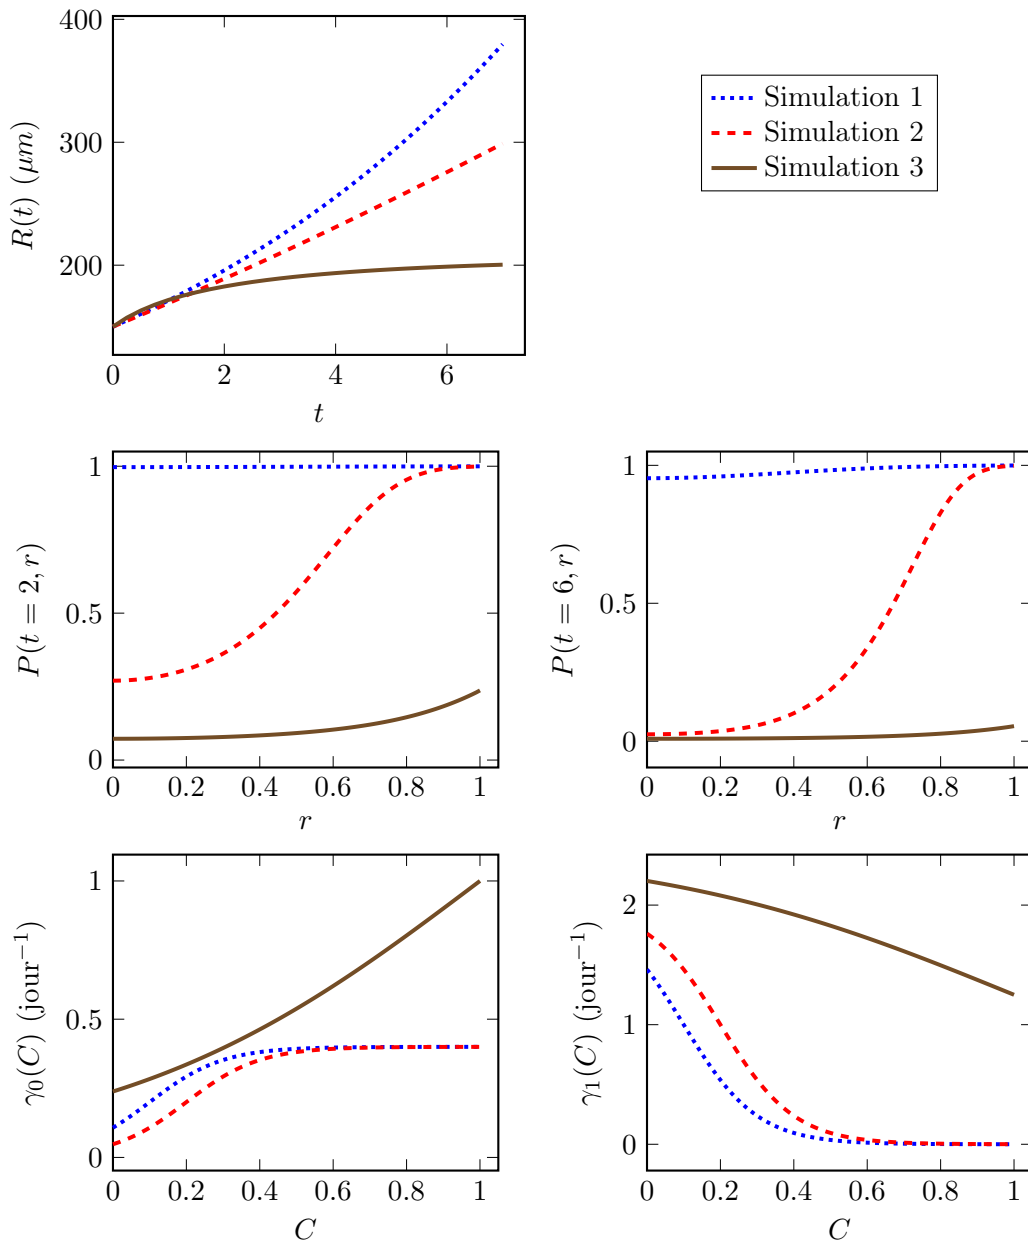 400
300
200
R(t) (μm)
0 2 4 6
t
Simulation 1
Simulation 2
Simulation 3
1
0.5
0
P(t = 2, r)
0 0.2 0.4 0.6 0.8 1
r
1
0.5
0
P(t = 6, r)
0 0.2 0.4 0.6 0.8 1
r
1
0.5
0
γ₀(C) (jour⁻¹)
0 0.2 0.4 0.6 0.8 1
C
2
1
0
γ₁(C) (jour⁻¹)
0 0.2 0.4 0.6 0.8 1
C